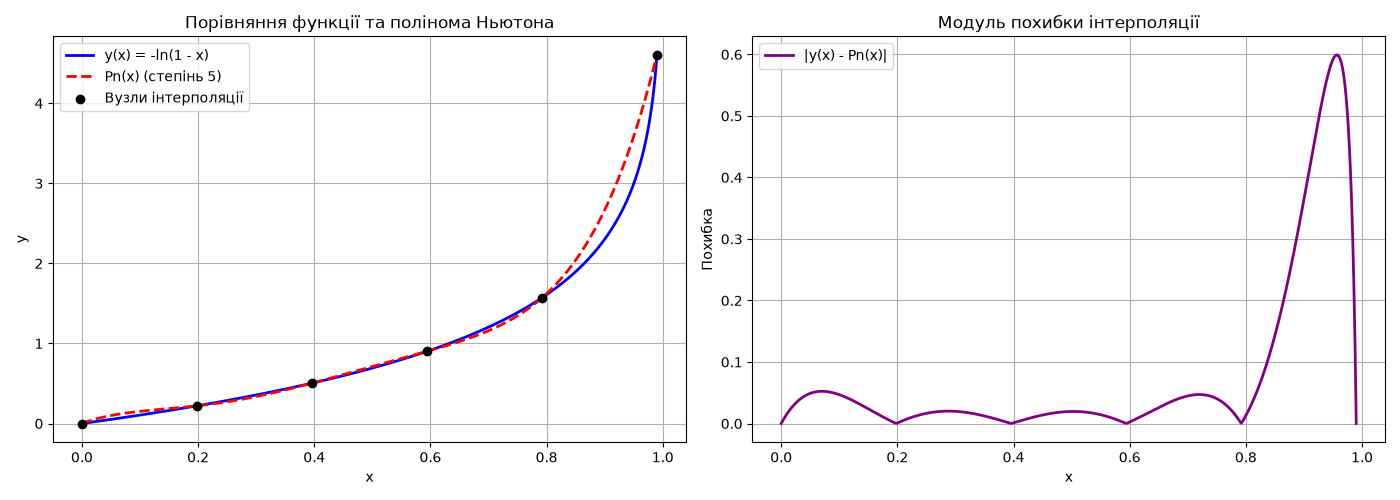 Порівняння функції та полінома Ньютона
y(x) = -ln(1 - x)
Pn(x) (степінь 5)
Вузли інтерполяції
y
4
3
2
1
0
0.0 0.2 0.4 0.6 0.8 1.0
x
Модуль похибки інтерполяції
|y(x) - Pn(x)|
Похибка
0.6
0.5
0.4
0.3
0.2
0.1
0.0
0.0 0.2 0.4 0.6 0.8 1.0
x